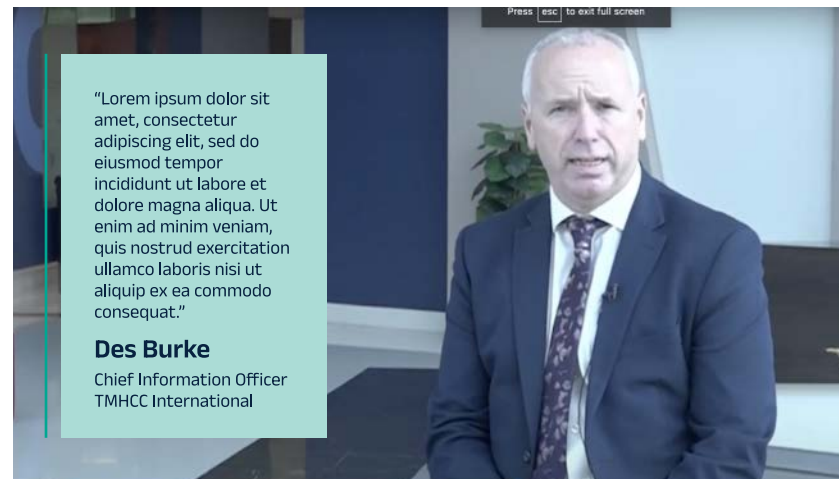 Press esc to exit full screen
“Lorem ipsum dolor sit
amet, consectetur
adipiscing elit, sed do
eiusmod tempor
incididunt ut labore et
dolore magna aliqua. Ut
enim ad minim veniam,
quis nostrud exercitation
ullamco laboris nisi ut
aliquip ex ea commodo
consequat.”
Des Burke
Chief Information Officer
TMHCC International